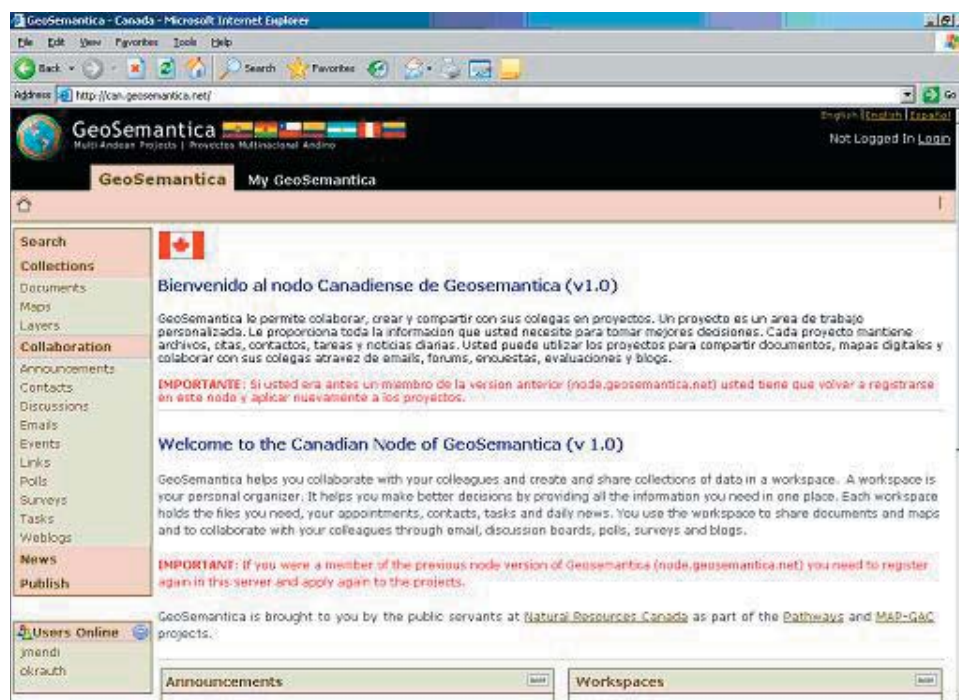 GeoSemantica - Canada - Microsoft Internet Explorer
File Edit View Favorites Tools Help
Back Search Favorites
Address http://can.geosemantica.net/ Go
English | English | Español
GeoSemantica
Multi Andean Projects | Proyectos Multinacional Andino
Not Logged In Login
GeoSemantica My GeoSemantica
Search
Collections
Documents
Maps
Layers
Collaboration
Announcements
Contacts
Discussions
Emails
Events
Links
Polls
Surveys
Tasks
Weblogs
News
Publish
Users Online
jmendi
okrauth
Bienvenido al nodo Canadiense de Geosemantica (v1.0)
GeoSemantica le permite colaborar, crear y compartir con sus colegas en proyectos. Un proyecto es un area de trabajo
personalizada. Le proporciona toda la informacion que usted necesite para tomar mejores decisiones. Cada proyecto mantiene
archivos, citas, contactos, tareas y noticias diarias. Usted puede utilizar los proyectos para compartir documentos, mapas digitales y
colaborar con sus colegas atravez de emails, forums, encuestas, evaluaciones y blogs.
IMPORTANTE: Si usted era antes un miembro de la version anterior (node.geosemantica.net) usted tiene que volver a registrarse
en este nodo y aplicar nuevamente a los proyectos.
Welcome to the Canadian Node of GeoSemantica (v 1.0)
GeoSemantica helps you collaborate with your colleagues and create and share collections of data in a workspace. A workspace is
your personal organizer. It helps you make better decisions by providing all the information you need in one place. Each workspace
holds the files you need, your appointments, contacts, tasks and daily news. You use the workspace to share documents and maps
and to collaborate with your colleagues through email, discussion boards, polls, surveys and blogs.
IMPORTANT: If you were a member of the previous node version of Geosemantica (node.geosemantica.net) you need to register
again in this server and apply again to the projects.
GeoSemantica is brought to you by the public servants at Natural Resources Canada as part of the Pathways and MAP-GAC
projects.
Announcements
Workspaces